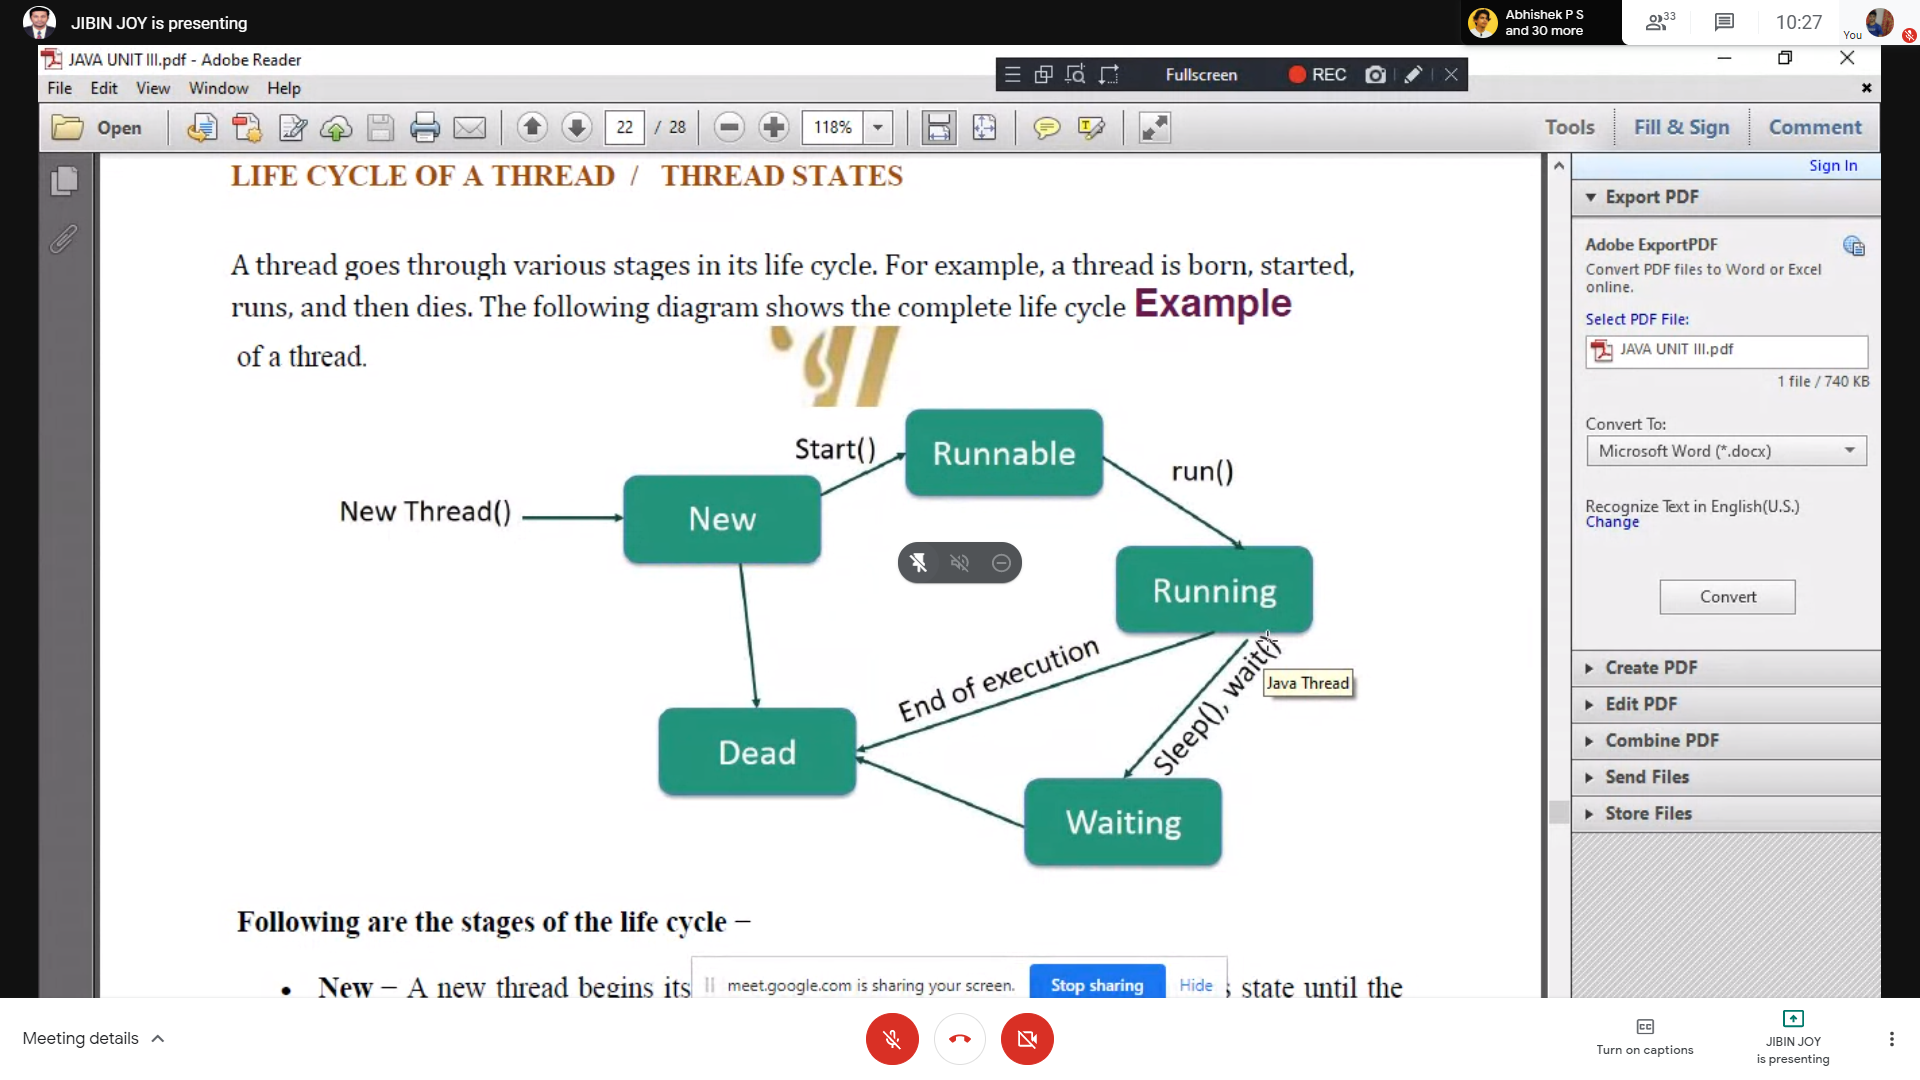 JIBIN JOY is presenting
Abhishek P S
and 30 more
33
10:27
You
JAVA UNIT III.pdf - Adobe Reader
Fullscreen
REC
File Edit View Window Help
Open
22 / 28
118%
Tools
Fill & Sign
Comment
LIFE CYCLE OF A THREAD / THREAD STATES
A thread goes through various stages in its life cycle. For example, a thread is born, started,
runs, and then dies. The following diagram shows the complete life cycle Example
of a thread.
New Thread()
New
Start()
Runnable
run()
Running
End of execution
Sleep(), wait()
Java Thread
Dead
Waiting
Following are the stages of the life cycle –
• New – A new thread begins its
meet.google.com is sharing your screen.
Stop sharing
Hide
state until the
Sign In
Export PDF
Adobe ExportPDF
Convert PDF files to Word or Excel
online.
Select PDF File:
JAVA UNIT III.pdf
1 file / 740 KB
Convert To:
Microsoft Word (*.docx)
Recognize Text in English(U.S.)
Change
Convert
Create PDF
Edit PDF
Combine PDF
Send Files
Store Files
Meeting details
CC
Turn on captions
JIBIN JOY
is presenting